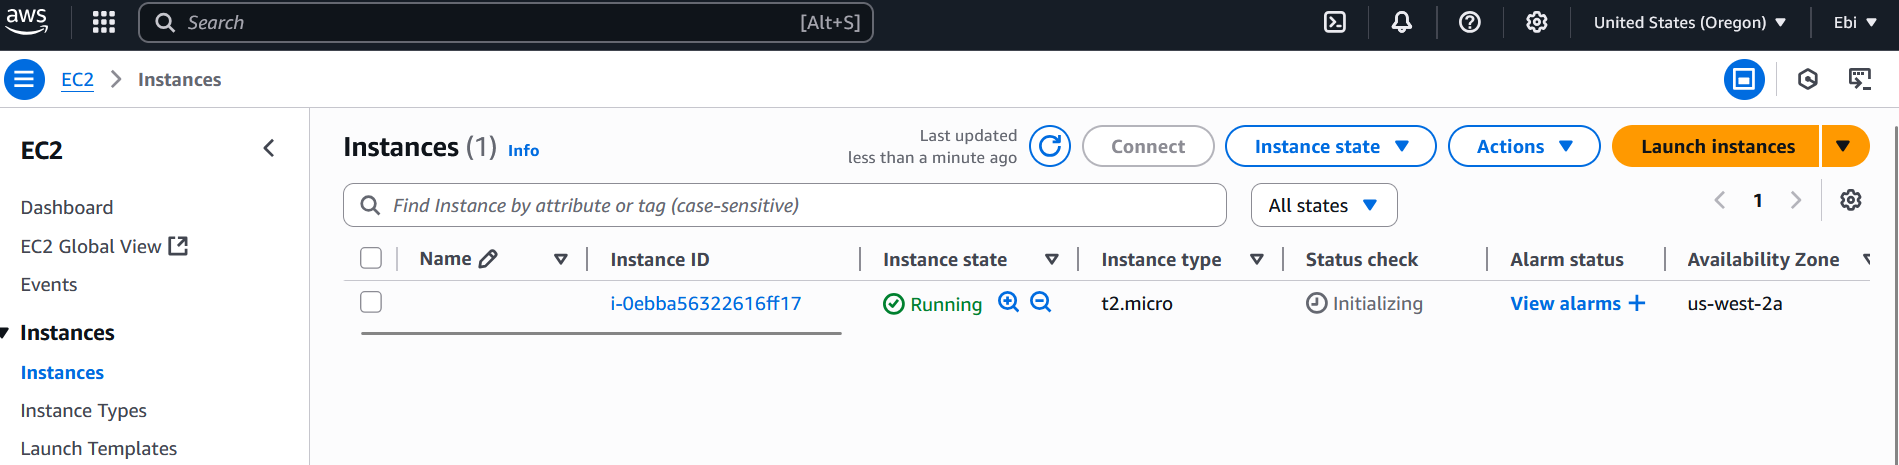 aws
Search [Alt+S]
United States (Oregon) Ebi
EC2 Instances
EC2
Dashboard
EC2 Global View
Events
Instances
Instances
Instance Types
Launch Templates
Instances (1) Info
Last updated
less than a minute ago
Connect Instance state Actions Launch instances
Find Instance by attribute or tag (case-sensitive) All states 1
Name Instance ID Instance state Instance type Status check Alarm status Availability Zone
i-0ebba56322616ff17 Running t2.micro Initializing View alarms + us-west-2a